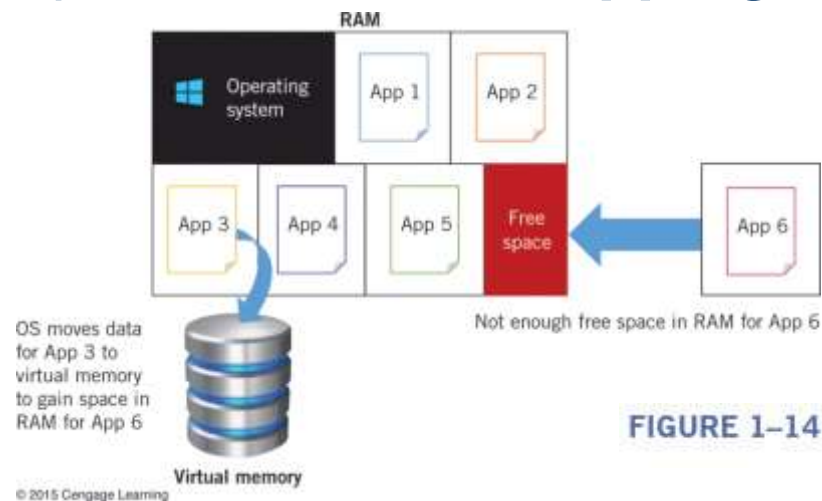 RAM
Operating
system
App 1
App 2
App 3
App 4
App 5
Free
space
App 6
Not enough free space in RAM for App 6
OS moves data
for App 3 to
virtual memory
to gain space in
RAM for App 6
Virtual memory
FIGURE 1–14
© 2015 Cengage Learning